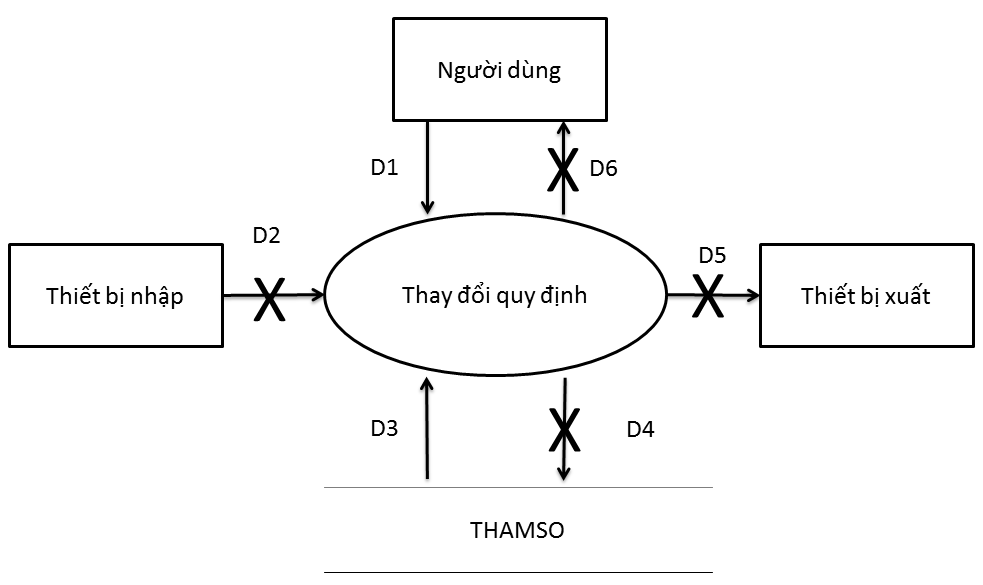 Người dùng
D1
D6
D2
D5
Thiết bị nhập
Thay đổi quy định
Thiết bị xuất
D3
D4
THAMSO